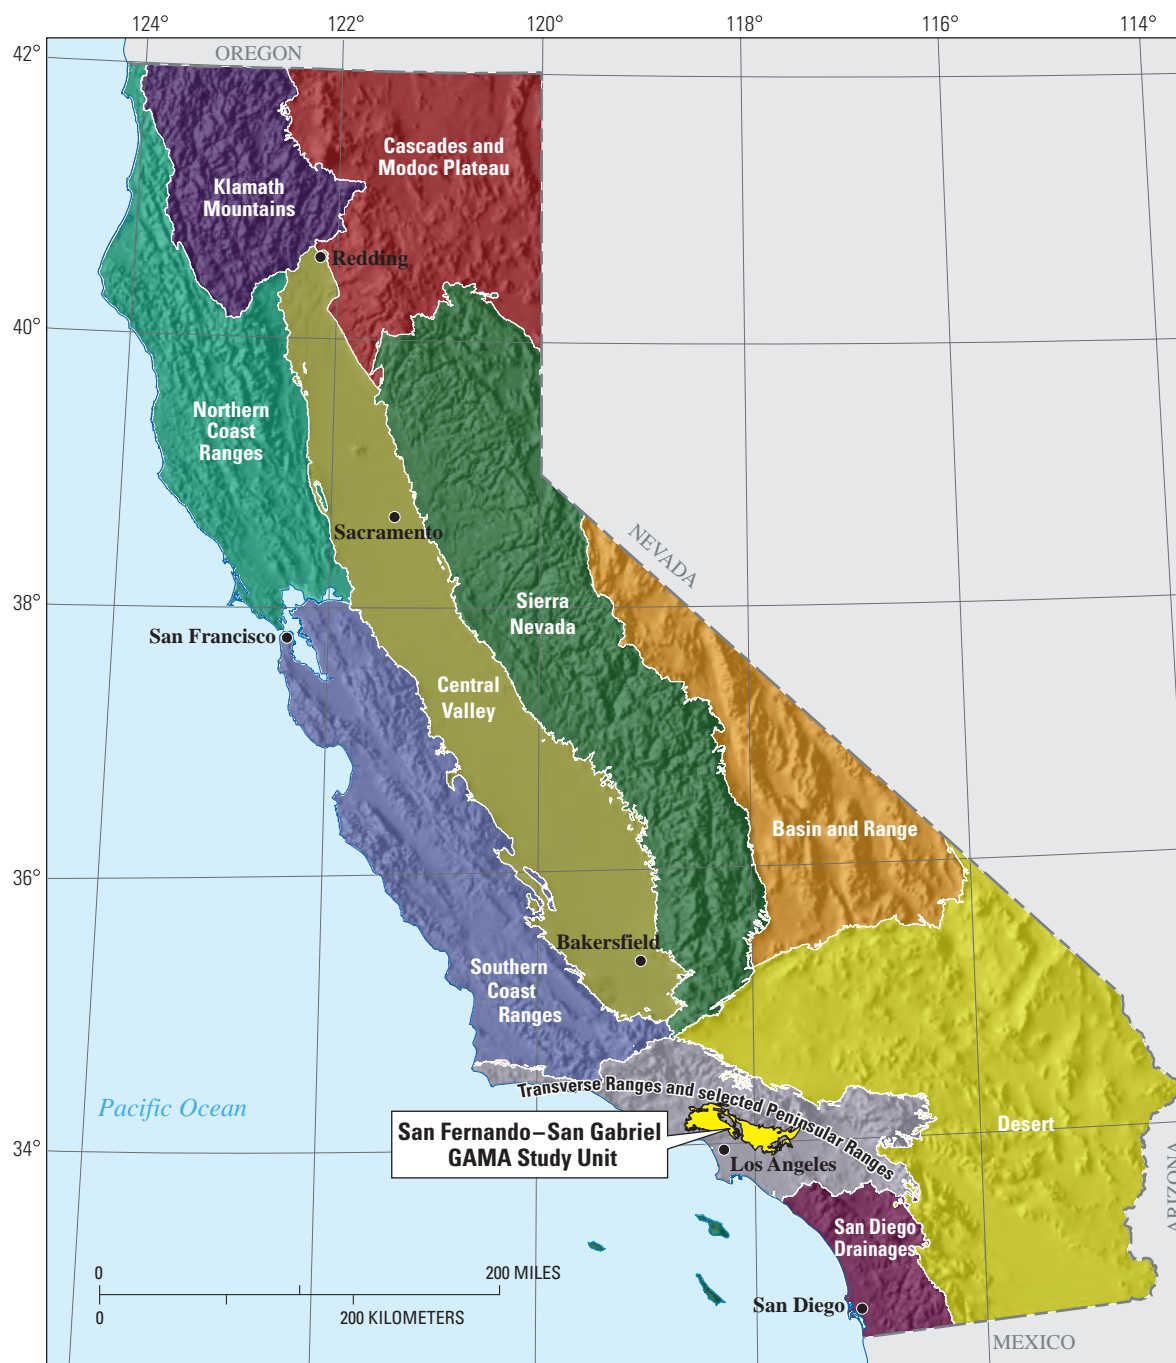 124° 122° 120° 118° 116° 114°
42°
OREGON
Cascades and
Modoc Plateau
Klamath
Mountains
Redding
40°
Northern
Coast
Ranges
Sacramento
NEVADA
38°
Sierra
Nevada
San Francisco
Central
Valley
Basin and Range
36°
Bakersfield
Southern
Coast
Ranges
Transverse Ranges and selected Peninsular Ranges
Pacific Ocean
San Fernando–San Gabriel
GAMA Study Unit
Desert
34°
Los Angeles
ARIZONA
San Diego
Drainages
0 200 MILES
0 200 KILOMETERS
San Diego
MEXICO